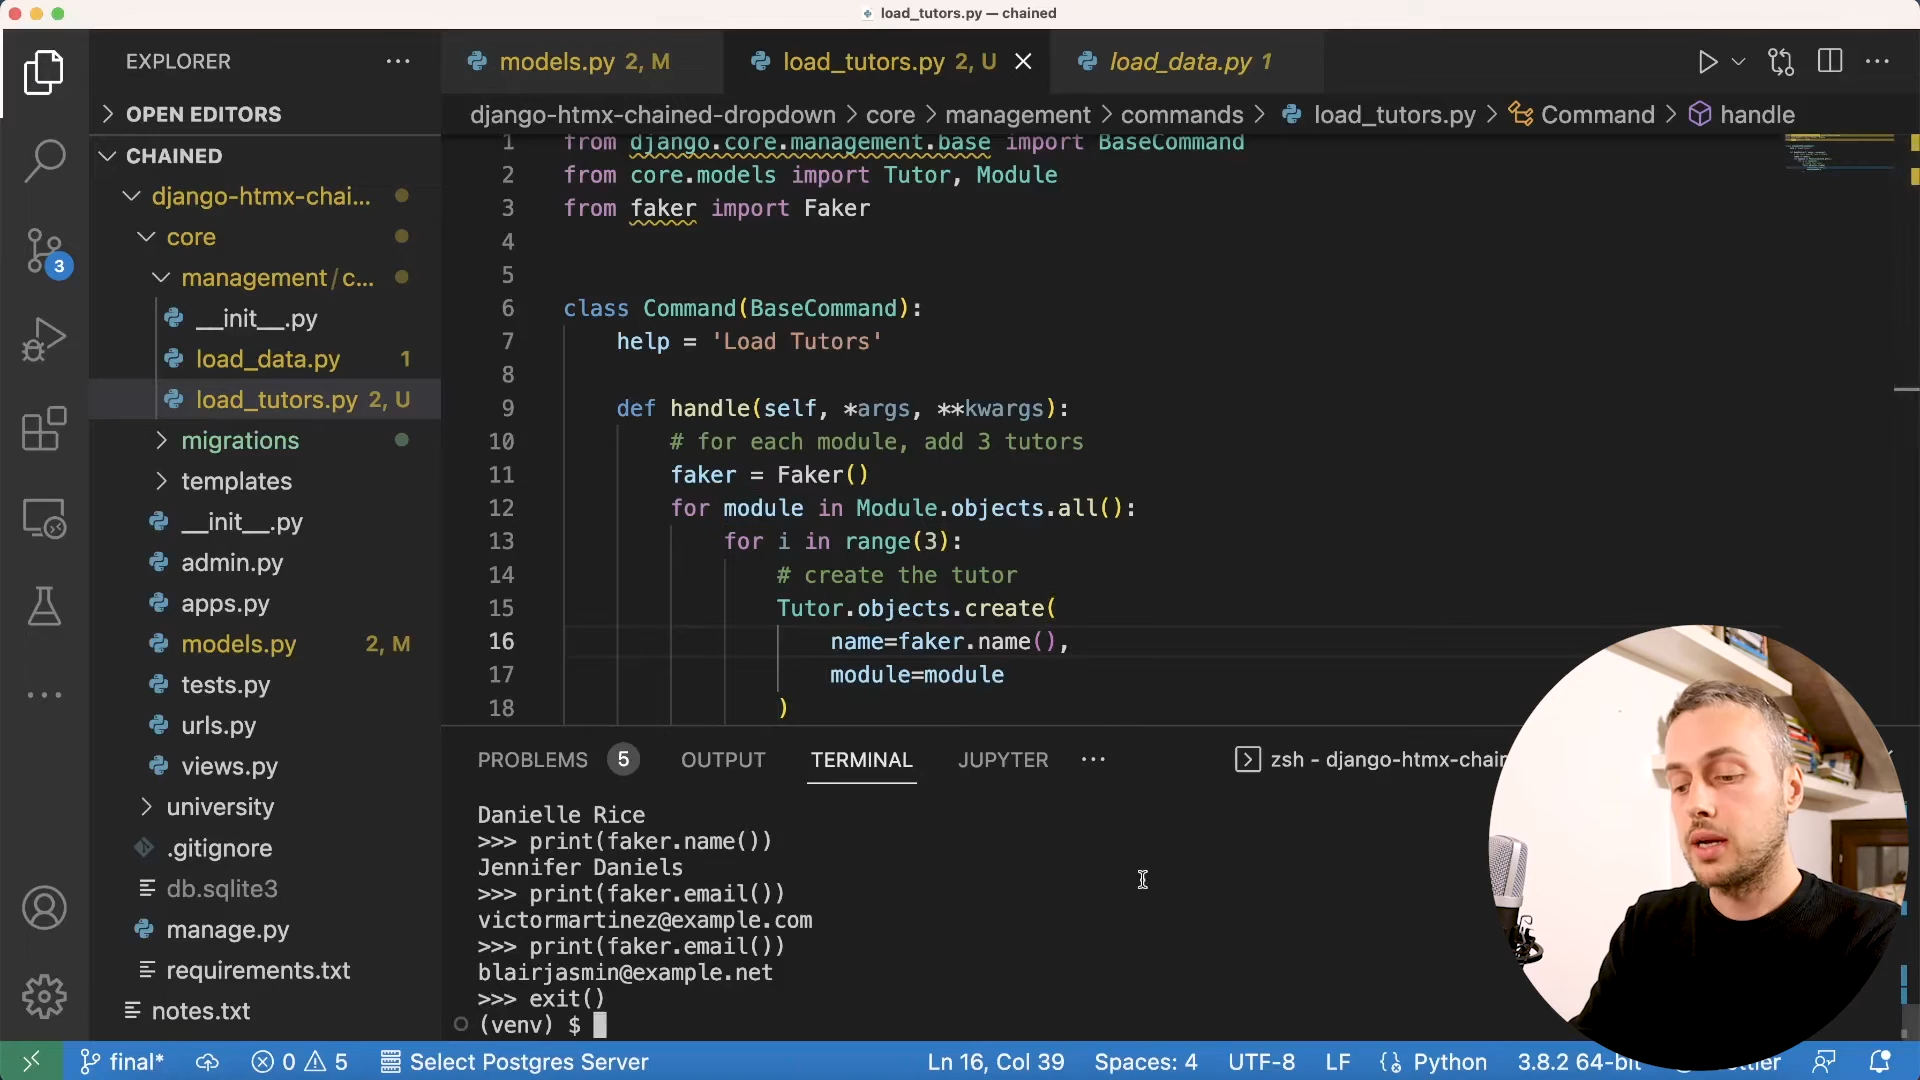 load_tutors.py — chained
EXPLORER
OPEN EDITORS
CHAINED
django-htmx-chai...
core
management/c...
__init__.py
load_data.py 1
load_tutors.py 2, U
migrations
templates
__init__.py
admin.py
apps.py
models.py 2, M
tests.py
urls.py
views.py
university
.gitignore
db.sqlite3
manage.py
requirements.txt
notes.txt
3
models.py 2, M
load_tutors.py 2, U
load_data.py 1
django-htmx-chained-dropdown > core > management > commands > load_tutors.py > Command > handle
1 from django.core.management.base import BaseCommand
2 from core.models import Tutor, Module
3 from faker import Faker
4
5
6 class Command(BaseCommand):
7 help = 'Load Tutors'
8
9 def handle(self, *args, **kwargs):
10 # for each module, add 3 tutors
11 faker = Faker()
12 for module in Module.objects.all():
13 for i in range(3):
14 # create the tutor
15 Tutor.objects.create(
16 name=faker.name(),
17 module=module
18 )
PROBLEMS 5 OUTPUT TERMINAL JUPYTER ··· zsh - django-htmx-chain
Danielle Rice
>>> print(faker.name())
Jennifer Daniels
>>> print(faker.email())
victormartinez@example.com
>>> print(faker.email())
blairjasmin@example.net
>>> exit()
(venv) $
final* 0 5 Select Postgres Server Ln 16, Col 39 Spaces: 4 UTF-8 LF Python 3.8.2 64-bit